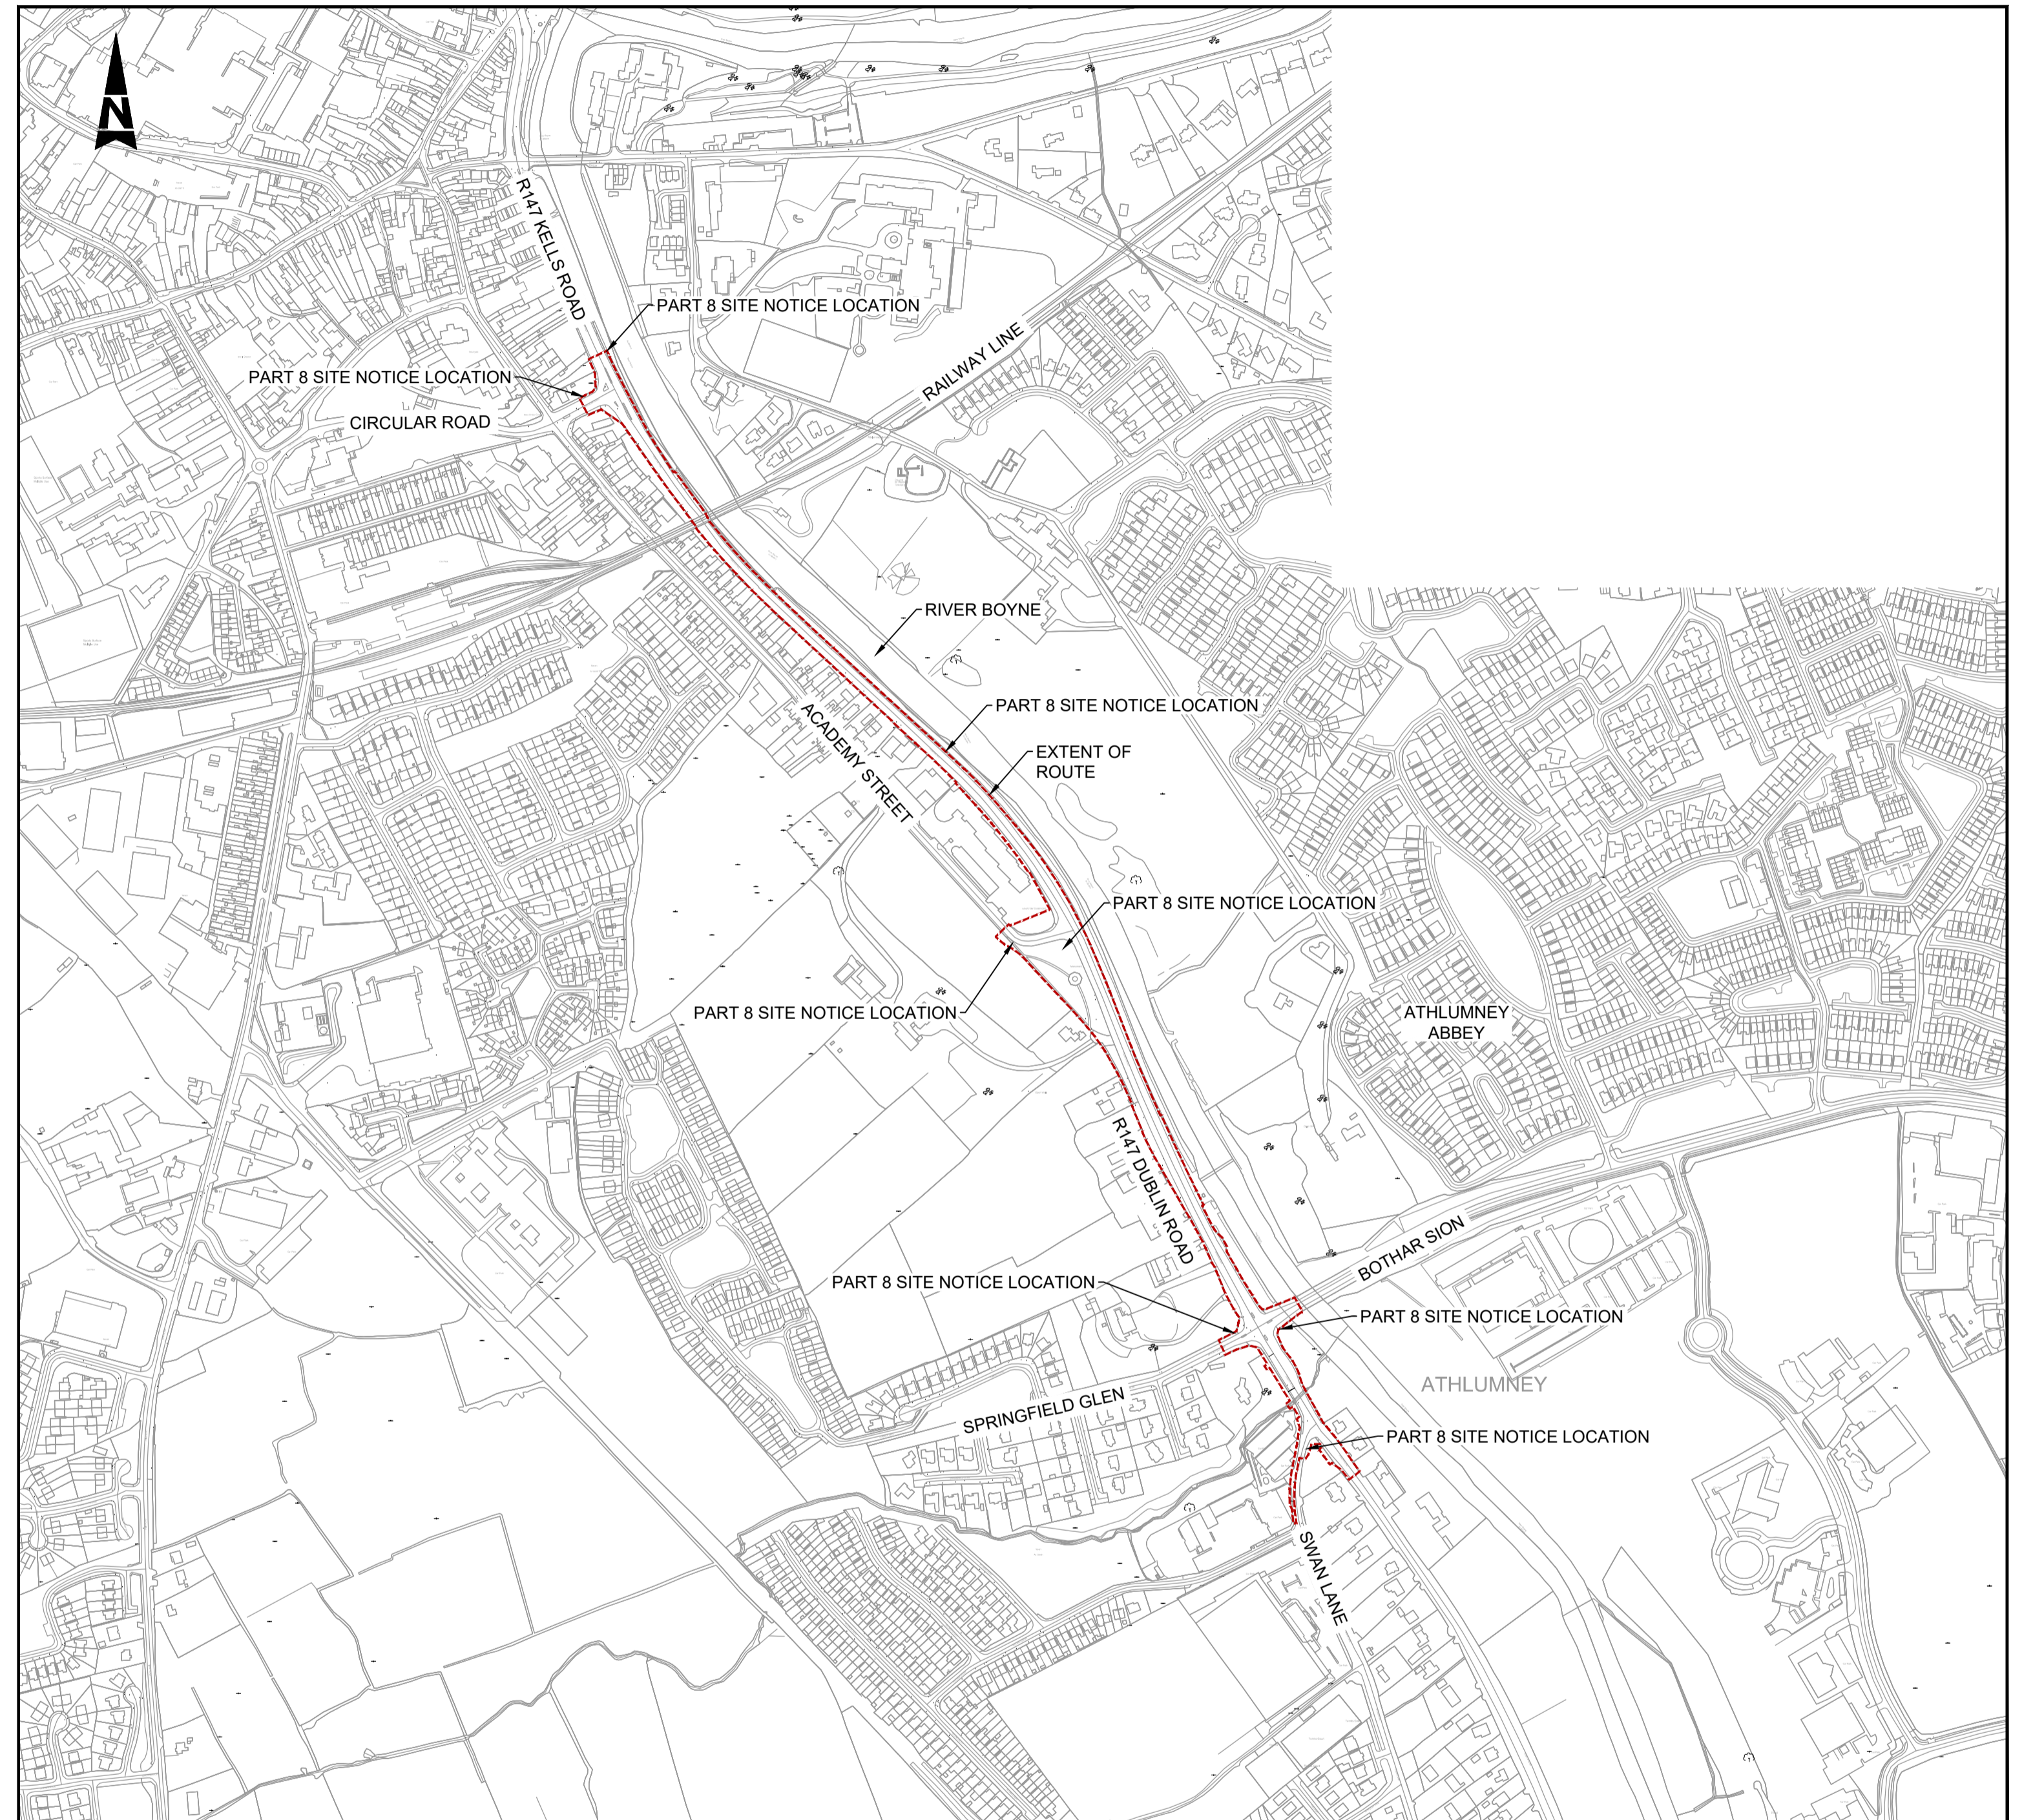 N
R147 KELLS ROAD
PART 8 SITE NOTICE LOCATION
RAILWAY LINE
PART 8 SITE NOTICE LOCATION
CIRCULAR ROAD
RIVER BOYNE
PART 8 SITE NOTICE LOCATION
ACADEMY STREET
EXTENT OF
ROUTE
PART 8 SITE NOTICE LOCATION
PART 8 SITE NOTICE LOCATION
ATHLUMNEY
ABBEY
R147 DUBLIN ROAD
BOTHAR SION
PART 8 SITE NOTICE LOCATION
PART 8 SITE NOTICE LOCATION
ATHLUMNEY
SPRINGFIELD GLEN
PART 8 SITE NOTICE LOCATION
SWAN LANE